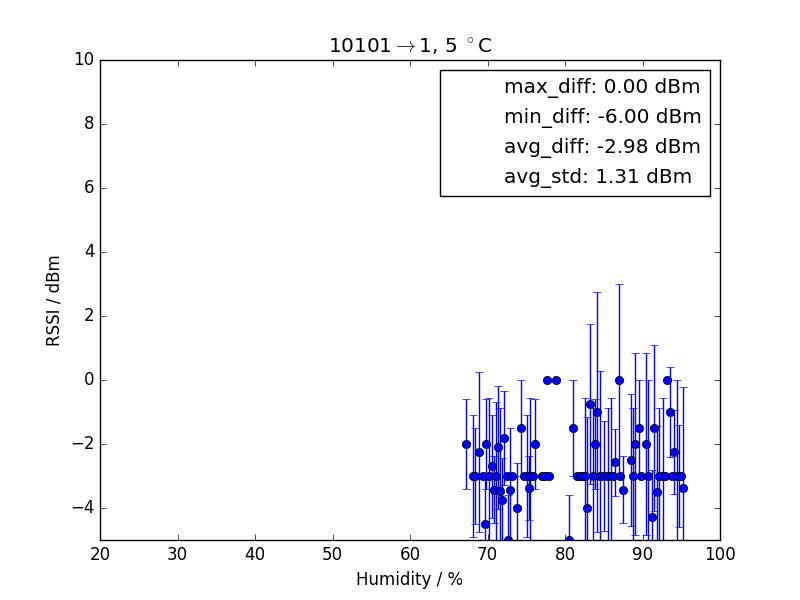 10101→1, 5 °C
max_diff: 0.00 dBm
min_diff: -6.00 dBm
avg_diff: -2.98 dBm
avg_std: 1.31 dBm
RSSI / dBm
10
8
6
4
2
0
−2
−4
20 30 40 50 60 70 80 90 100
Humidity / %